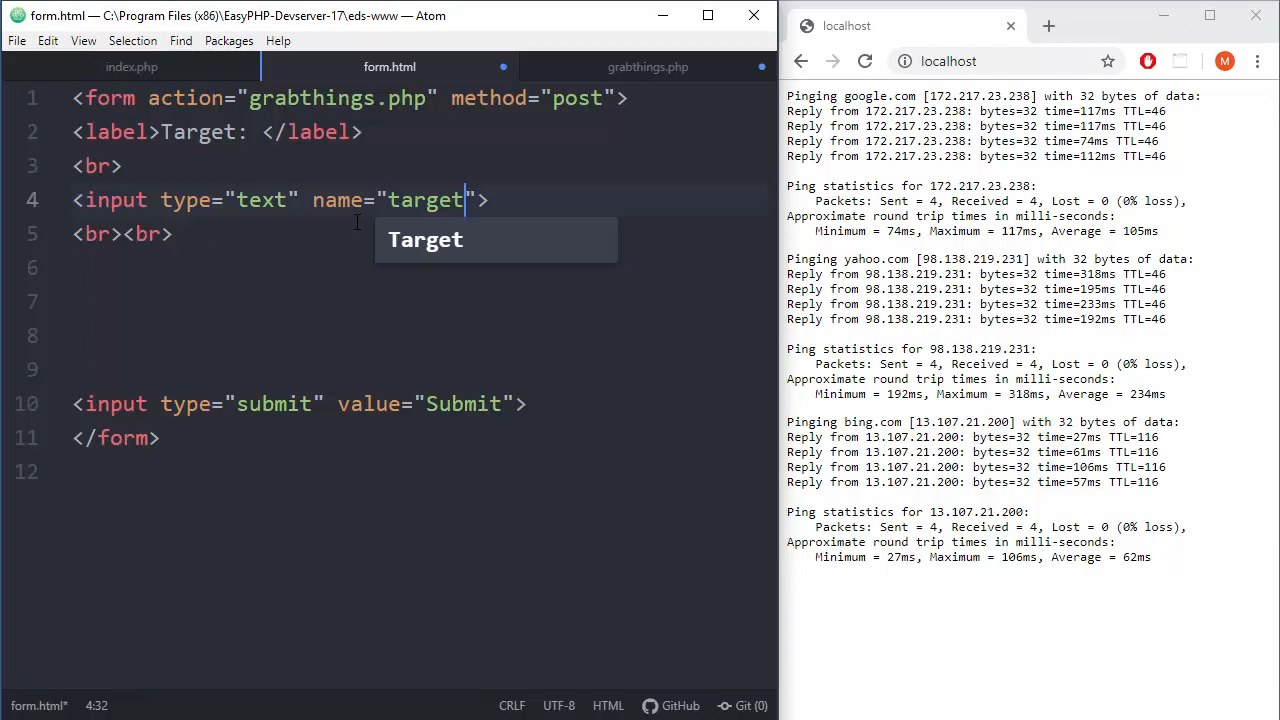 form.html — C:\Program Files (x86)\EasyPHP-Devserver-17\eds-www — Atom
File Edit View Selection Find Packages Help
index.php form.html grabthings.php
1 <form action="grabthings.php" method="post">
2 <label>Target: </label>
3 <br>
4 <input type="text" name="target">
Target
5 <br><br>
6
7
8
9
10 <input type="submit" value="Submit">
11 </form>
12
form.html* 4:32 CRLF UTF-8 HTML GitHub Git (0)
localhost
localhost
M
Pinging google.com [172.217.23.238] with 32 bytes of data:
Reply from 172.217.23.238: bytes=32 time=117ms TTL=46
Reply from 172.217.23.238: bytes=32 time=117ms TTL=46
Reply from 172.217.23.238: bytes=32 time=74ms TTL=46
Reply from 172.217.23.238: bytes=32 time=112ms TTL=46
Ping statistics for 172.217.23.238:
Packets: Sent = 4, Received = 4, Lost = 0 (0% loss),
Approximate round trip times in milli-seconds:
Minimum = 74ms, Maximum = 117ms, Average = 105ms
Pinging yahoo.com [98.138.219.231] with 32 bytes of data:
Reply from 98.138.219.231: bytes=32 time=318ms TTL=46
Reply from 98.138.219.231: bytes=32 time=195ms TTL=46
Reply from 98.138.219.231: bytes=32 time=233ms TTL=46
Reply from 98.138.219.231: bytes=32 time=192ms TTL=46
Ping statistics for 98.138.219.231:
Packets: Sent = 4, Received = 4, Lost = 0 (0% loss),
Approximate round trip times in milli-seconds:
Minimum = 192ms, Maximum = 318ms, Average = 234ms
Pinging bing.com [13.107.21.200] with 32 bytes of data:
Reply from 13.107.21.200: bytes=32 time=27ms TTL=116
Reply from 13.107.21.200: bytes=32 time=61ms TTL=116
Reply from 13.107.21.200: bytes=32 time=106ms TTL=116
Reply from 13.107.21.200: bytes=32 time=57ms TTL=116
Ping statistics for 13.107.21.200:
Packets: Sent = 4, Received = 4, Lost = 0 (0% loss),
Approximate round trip times in milli-seconds:
Minimum = 27ms, Maximum = 106ms, Average = 62ms